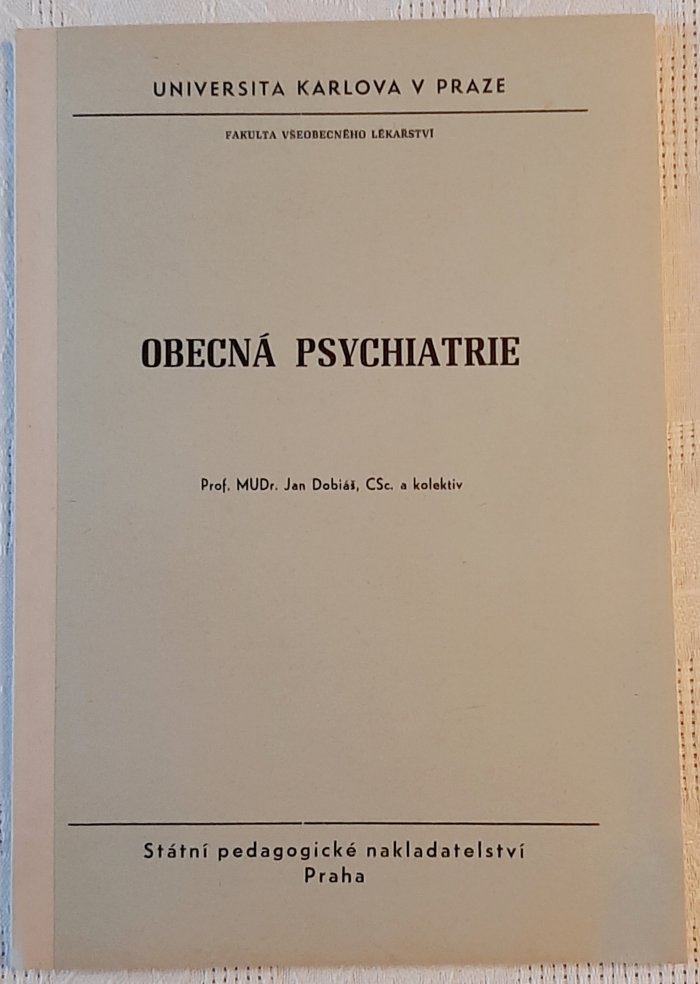 UNIVERSITA KARLOVA V PRAZE
FAKULTA VŠEOBECNÉHO LÉKAŘSTVÍ
OBECNÁ PSYCHIATRIE
Prof. MUDr. Jan Dobiáš, CSc. a kolektiv
Státní pedagogické nakladatelství
Praha